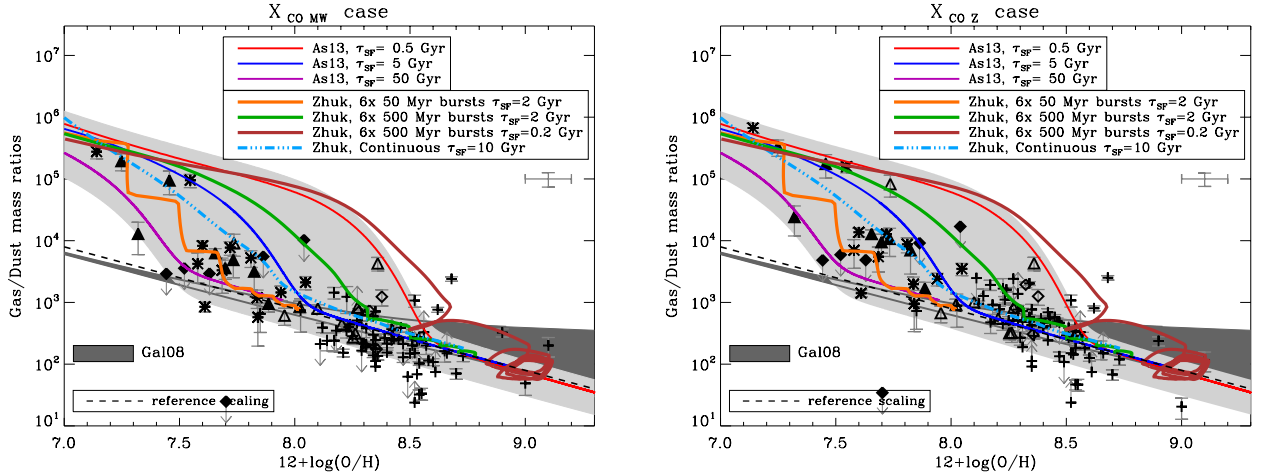 X CO MW case
Gas/Dust mass ratios
10⁷
10⁶
10⁵
10⁴
10³
10²
10¹
As13, τSF= 0.5 Gyr
As13, τSF= 5 Gyr
As13, τSF= 50 Gyr
Zhuk, 6x 50 Myr bursts τSF=2 Gyr
Zhuk, 6x 500 Myr bursts τSF=2 Gyr
Zhuk, 6x 500 Myr bursts τSF=0.2 Gyr
Zhuk, Continuous τSF=10 Gyr
Gal08
reference scaling
7.0 7.5 8.0 8.5 9.0
12+log(O/H)
X CO Z case
Gas/Dust mass ratios
10⁷
10⁶
10⁵
10⁴
10³
10²
10¹
As13, τSF= 0.5 Gyr
As13, τSF= 5 Gyr
As13, τSF= 50 Gyr
Zhuk, 6x 50 Myr bursts τSF=2 Gyr
Zhuk, 6x 500 Myr bursts τSF=2 Gyr
Zhuk, 6x 500 Myr bursts τSF=0.2 Gyr
Zhuk, Continuous τSF=10 Gyr
Gal08
reference scaling
7.0 7.5 8.0 8.5 9.0
12+log(O/H)